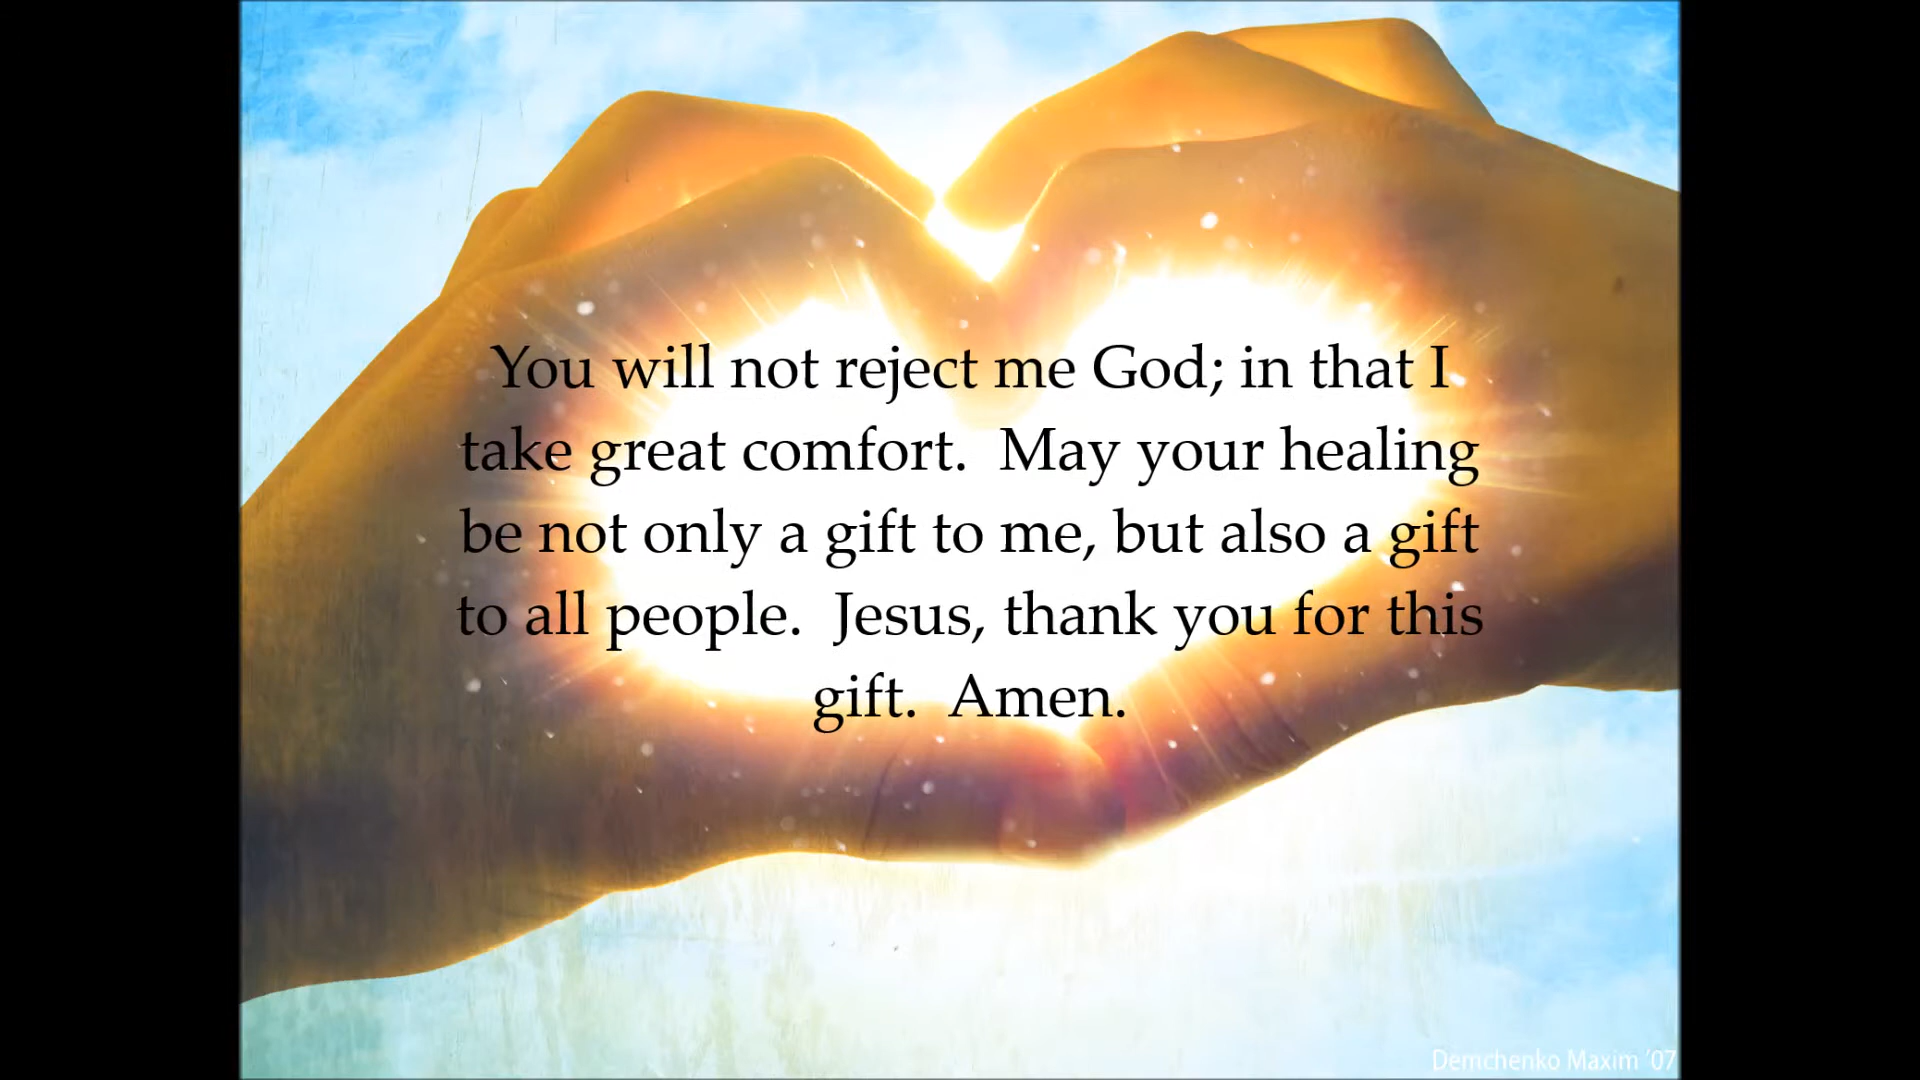 You will not reject me God; in that I
take great comfort.  May your healing
be not only a gift to me, but also a gift
to all people.  Jesus, thank you for this
gift.  Amen.
Demchenko Maxim '07